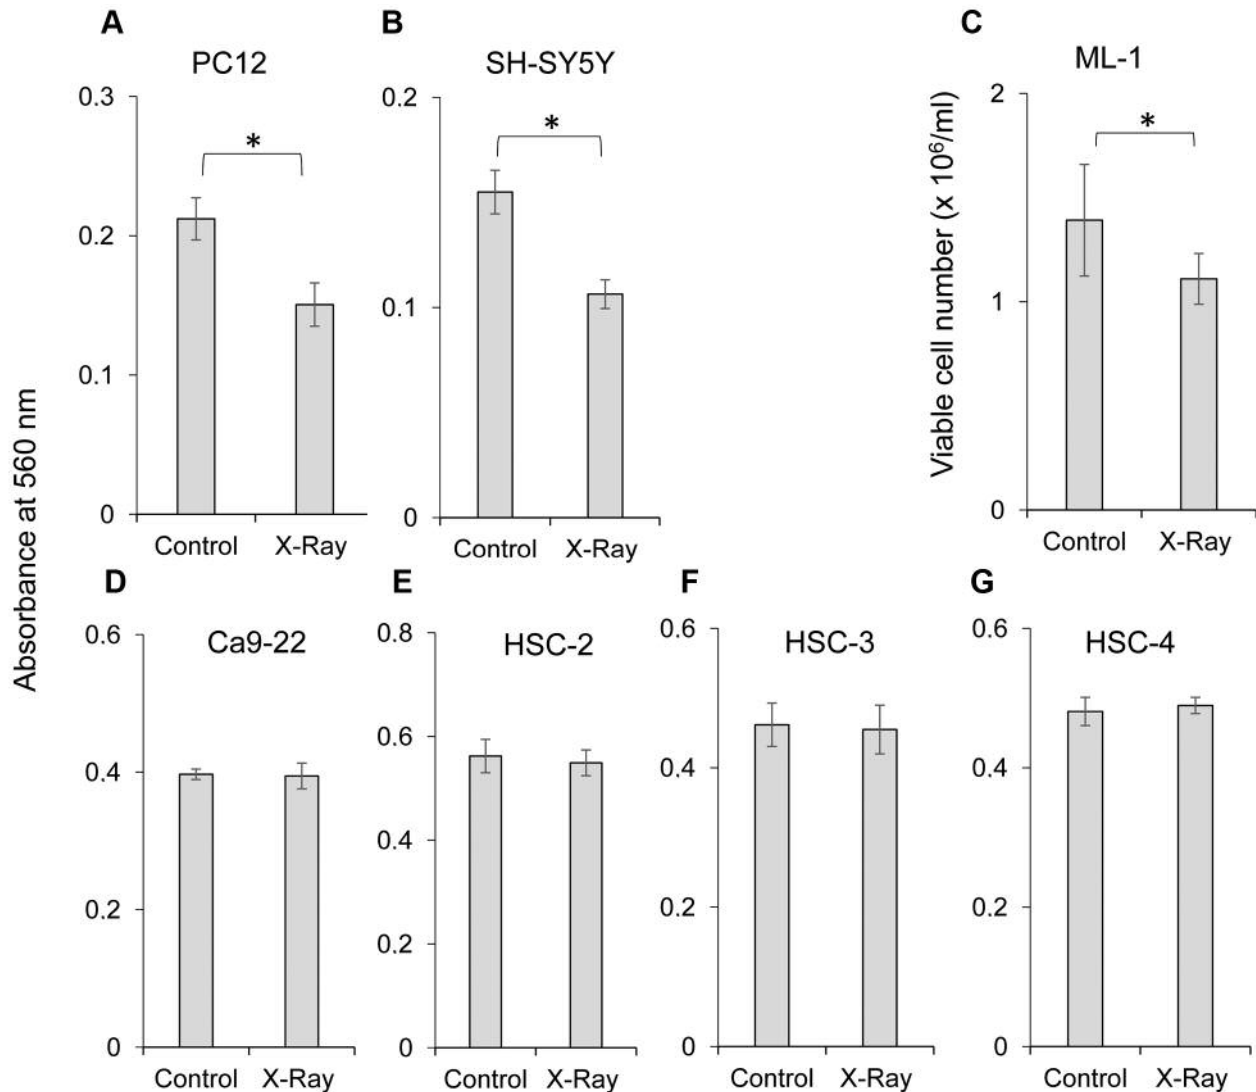 A
PC12
0.3
0.2
0.1
0
*
Control X-Ray
B
SH-SY5Y
0.2
0.1
0
*
Control X-Ray
C
ML-1
Viable cell number (x 10⁶/ml)
2
1
0
*
Control X-Ray
Absorbance at 560 nm
D
Ca9-22
0.6
0.4
0.2
0
Control X-Ray
E
HSC-2
0.8
0.6
0.4
0.2
0
Control X-Ray
F
HSC-3
0.6
0.4
0.2
0
Control X-Ray
G
HSC-4
0.6
0.4
0.2
0
Control X-Ray